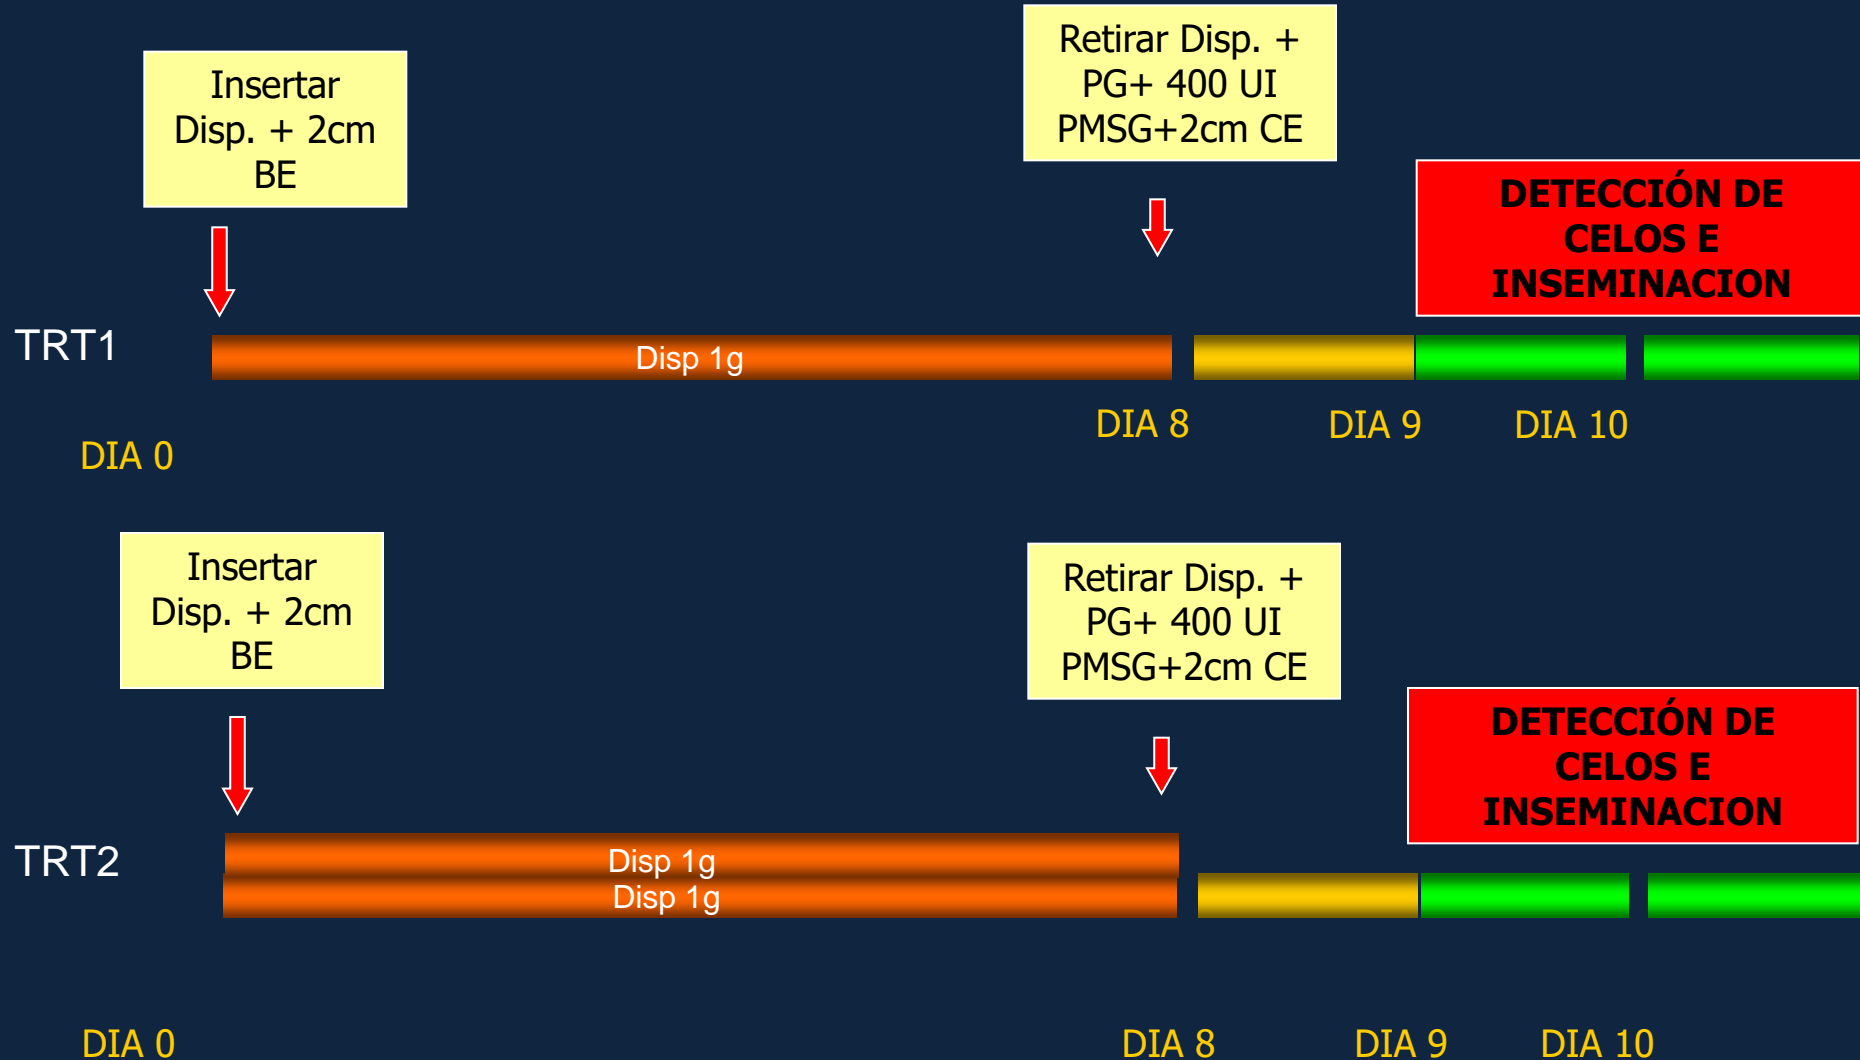 Insertar
Disp. + 2cm
BE
Retirar Disp. +
PG+ 400 UI
PMSG+2cm CE
DETECCIÓN DE
CELOS E
INSEMINACION
TRT1
Disp 1g
DIA 0
DIA 8
DIA 9
DIA 10
Insertar
Disp. + 2cm
BE
Retirar Disp. +
PG+ 400 UI
PMSG+2cm CE
DETECCIÓN DE
CELOS E
INSEMINACION
TRT2
Disp 1g
Disp 1g
DIA 0
DIA 8
DIA 9
DIA 10